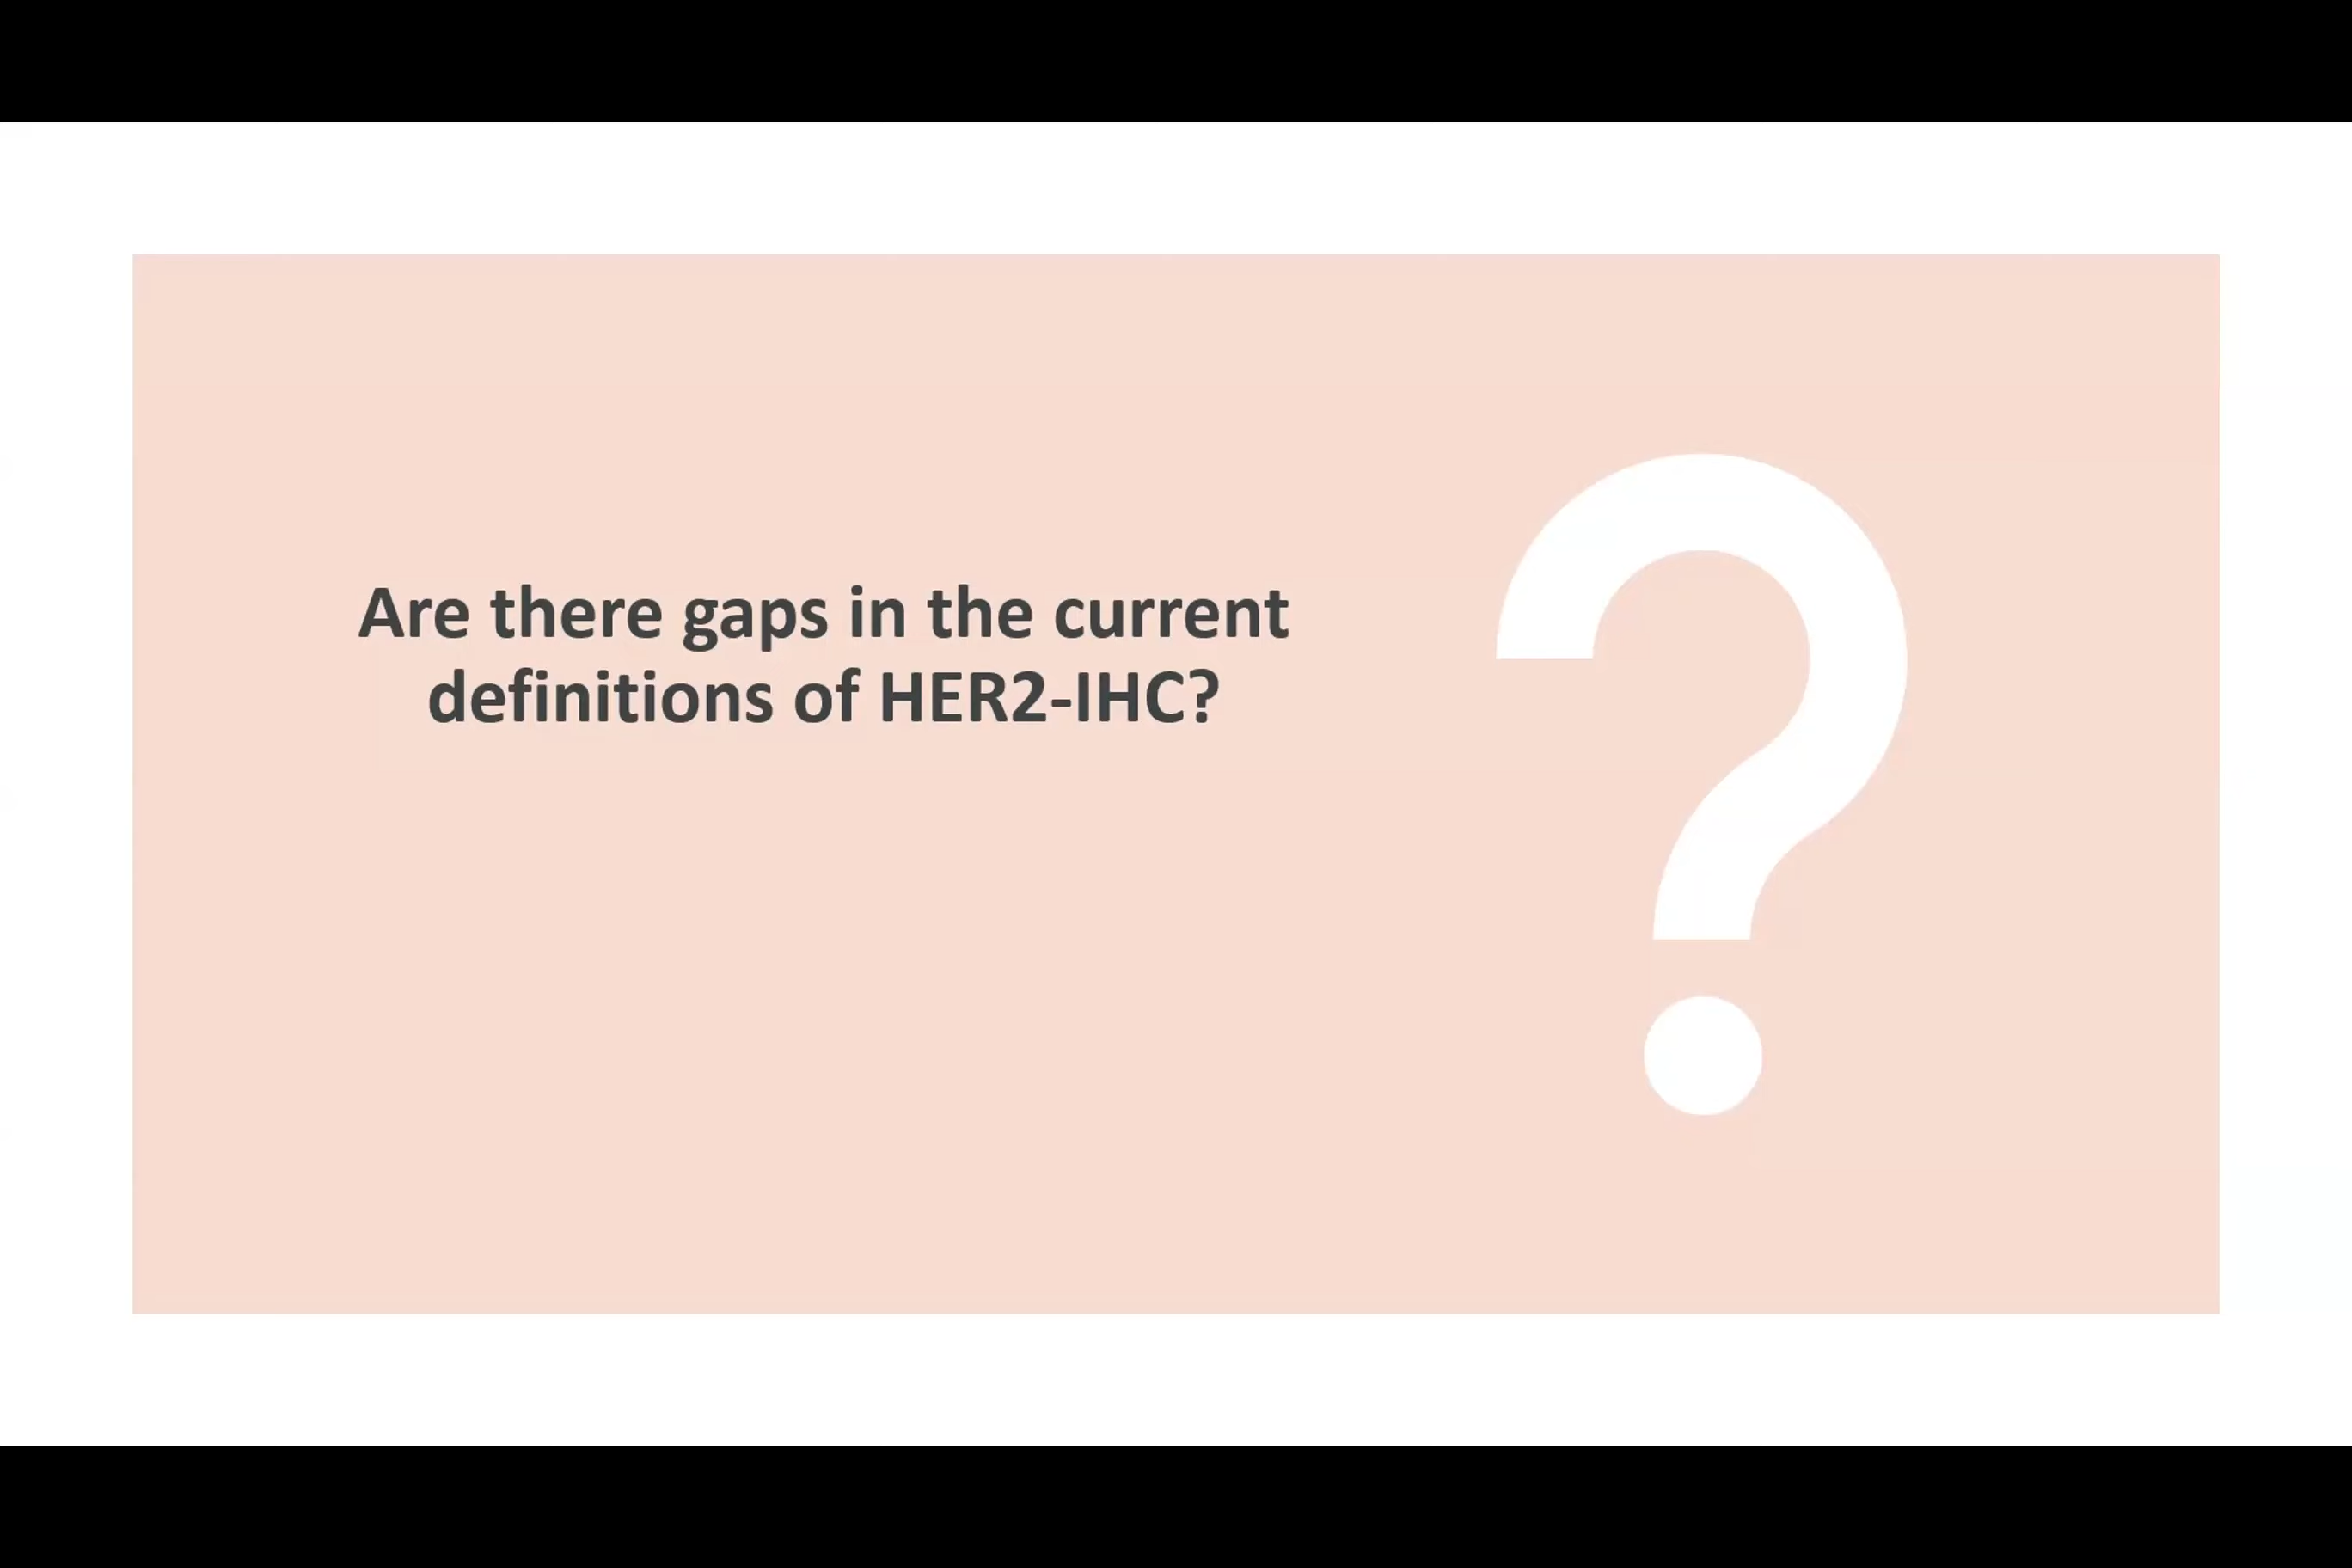 Are there gaps in the current
definitions of HER2-IHC?
?